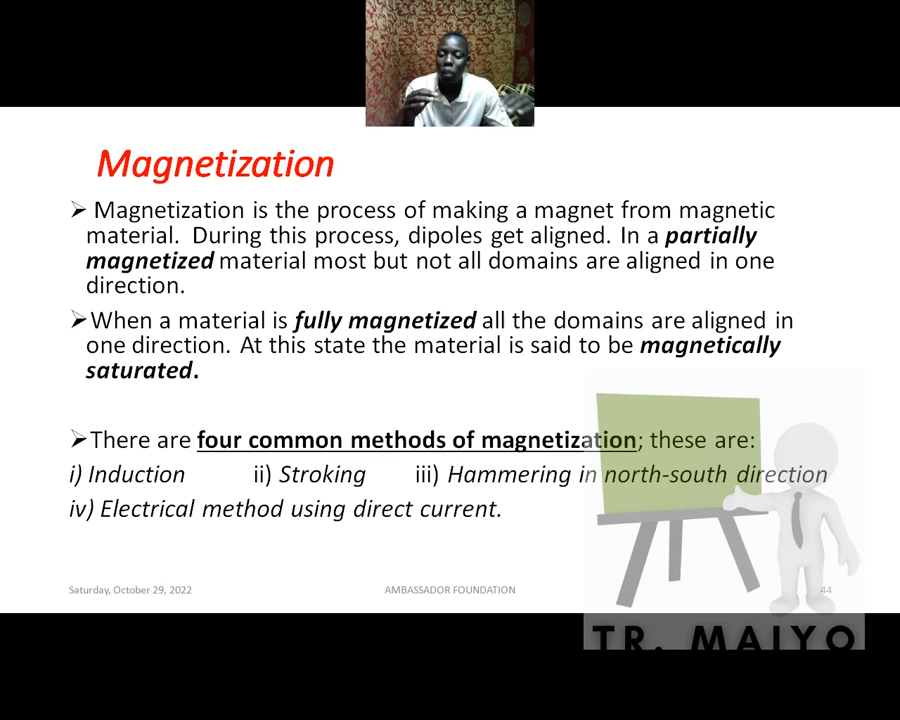 Magnetization
➢ Magnetization is the process of making a magnet from magnetic
material. During this process, dipoles get aligned. In a partially
magnetized material most but not all domains are aligned in one
direction.
➢When a material is fully magnetized all the domains are aligned in
one direction. At this state the material is said to be magnetically
saturated.
➢There are four common methods of magnetization; these are:
i) Induction ii) Stroking iii) Hammering in north-south direction
iv) Electrical method using direct current.
Saturday, October 29, 2022 AMBASSADOR FOUNDATION 44
TR. MAIYO